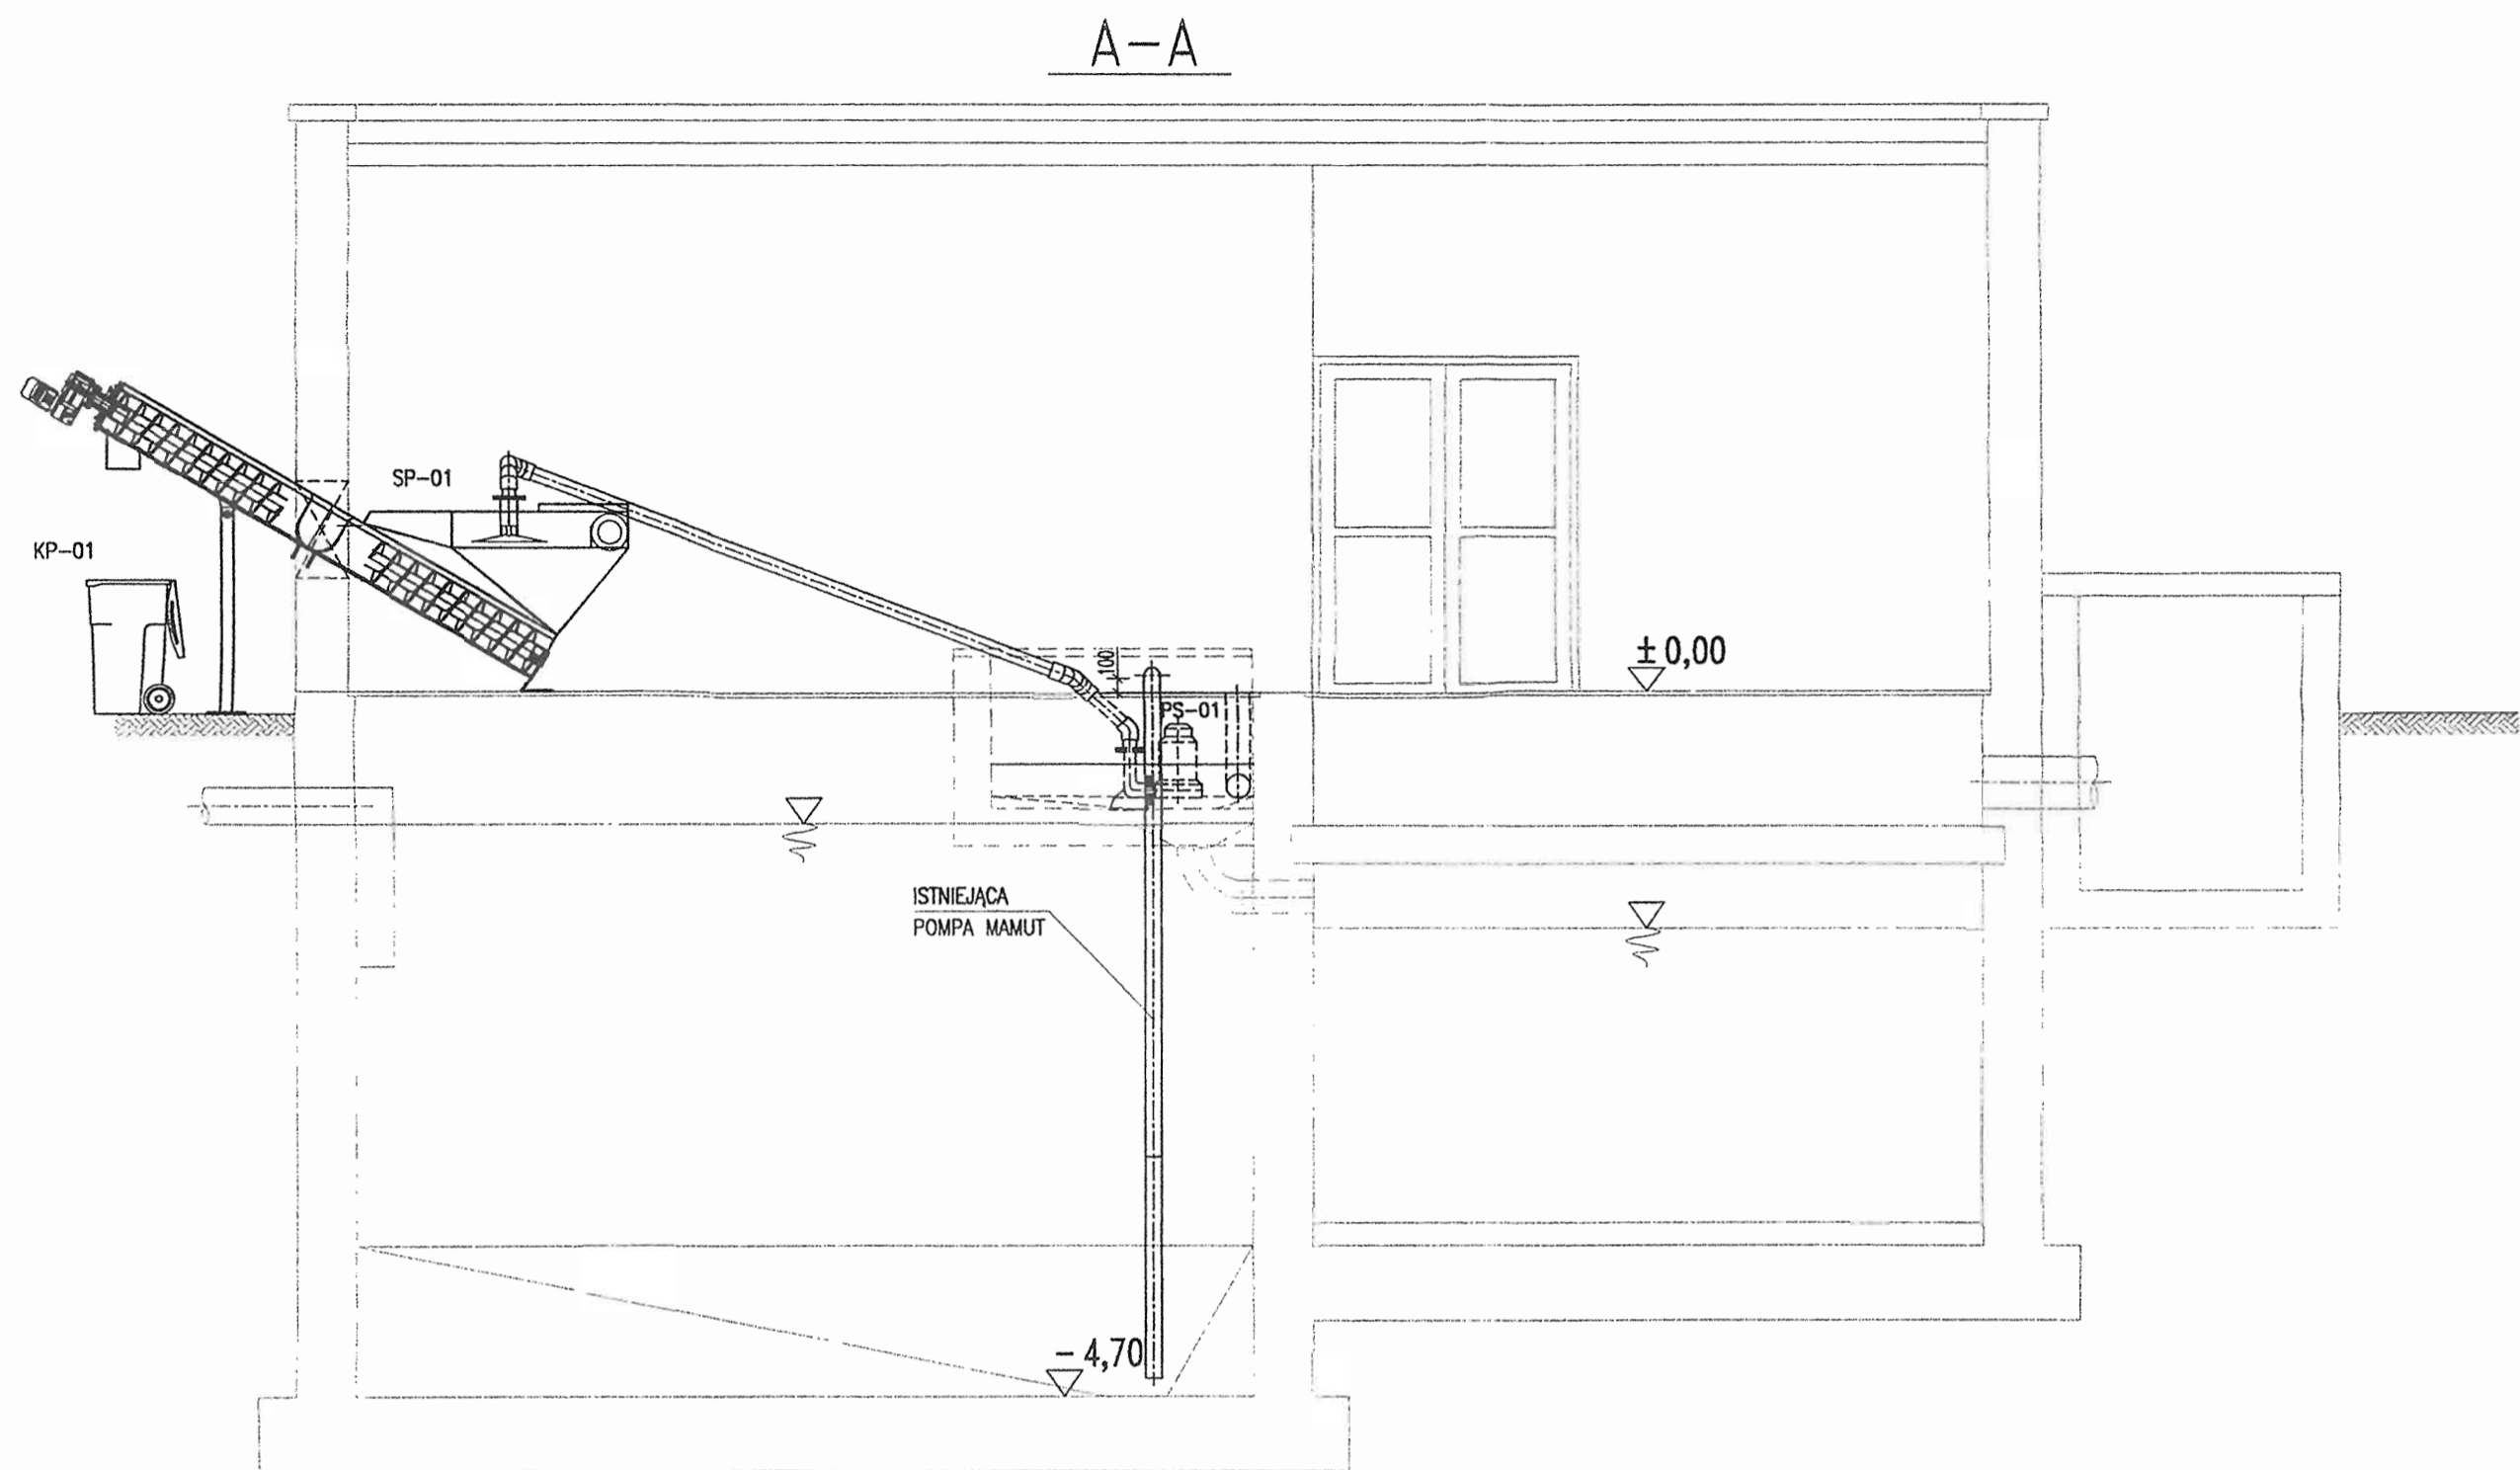 A-A
SP-01
KP-01
100
±0,00
PS-01
ISTNIEJĄCA
POMPA MAMUT
- 4,70